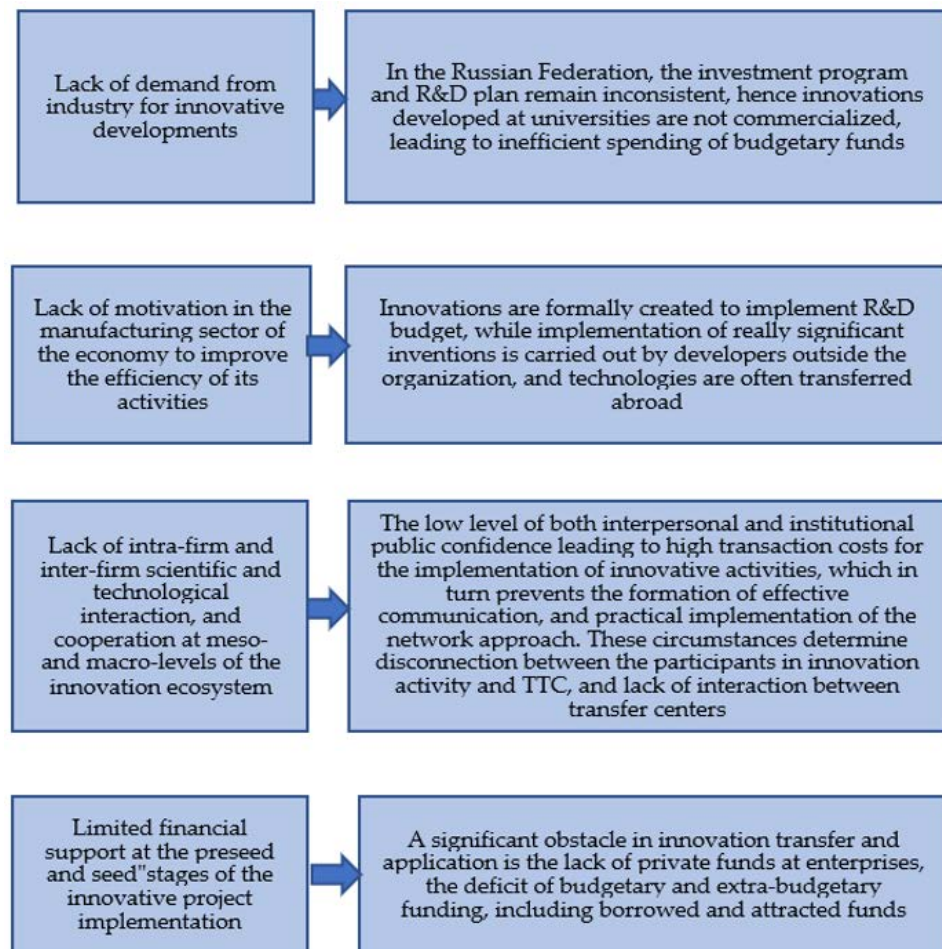 Lack of demand from
industry for innovative
developments
In the Russian Federation, the investment program
and R&D plan remain inconsistent, hence innovations
developed at universities are not commercialized,
leading to inefficient spending of budgetary funds
Lack of motivation in the
manufacturing sector of
the economy to improve
the efficiency of its
activities
Innovations are formally created to implement R&D
budget, while implementation of really significant
inventions is carried out by developers outside the
organization, and technologies are often transferred
abroad
Lack of intra-firm and
inter-firm scientific and
technological
interaction, and
cooperation at meso-
and macro-levels of the
innovation ecosystem
The low level of both interpersonal and institutional
public confidence leading to high transaction costs for
the implementation of innovative activities, which in
turn prevents the formation of effective
communication, and practical implementation of the
network approach. These circumstances determine
disconnection between the participants in innovation
activity and TTC, and lack of interaction between
transfer centers
Limited financial
support at the preseed
and seed"stages of the
innovative project
implementation
A significant obstacle in innovation transfer and
application is the lack of private funds at enterprises,
the deficit of budgetary and extra-budgetary
funding, including borrowed and attracted funds